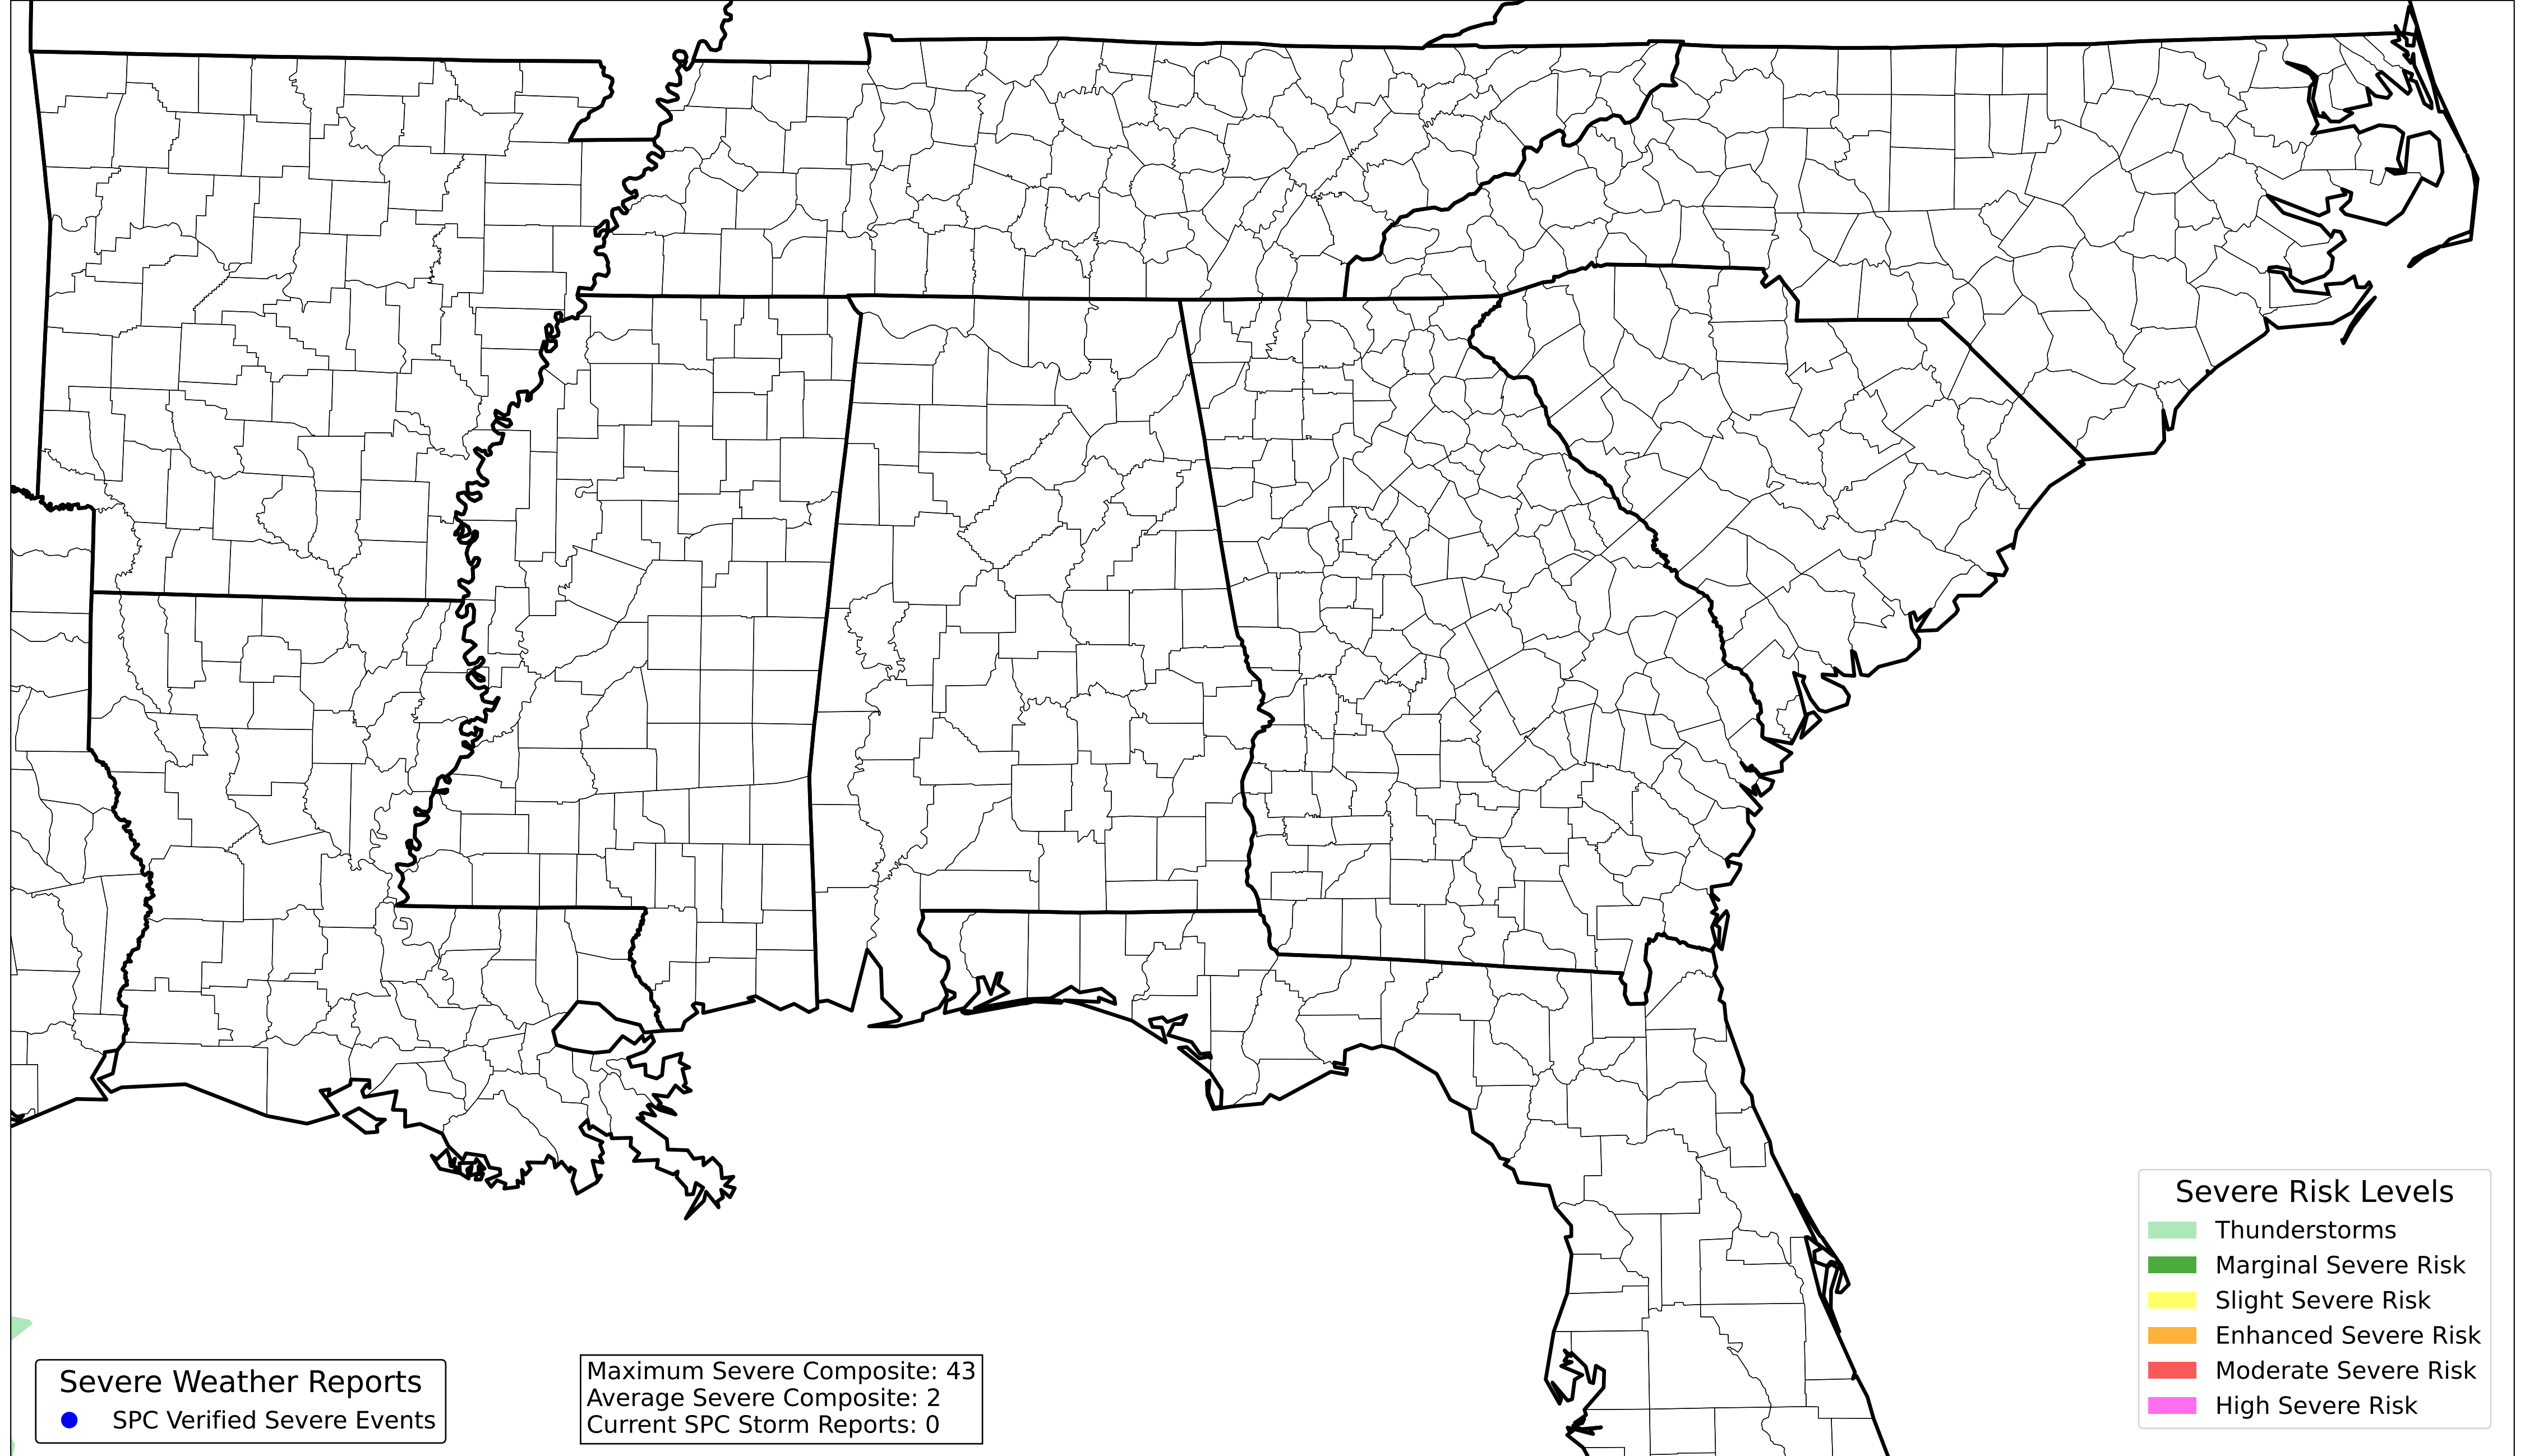 Severe Risk Levels
Thunderstorms
Marginal Severe Risk
Slight Severe Risk
Enhanced Severe Risk
Moderate Severe Risk
High Severe Risk
Severe Weather Reports
SPC Verified Severe Events
Maximum Severe Composite: 43
Average Severe Composite: 2
Current SPC Storm Reports: 0